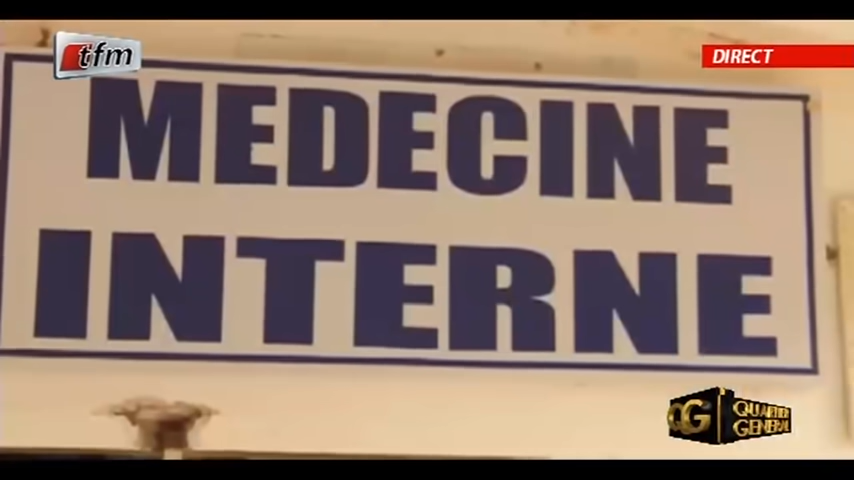 tfm
DIRECT
MEDECINE
INTERNE
QG
QUARTIER
GENERAL